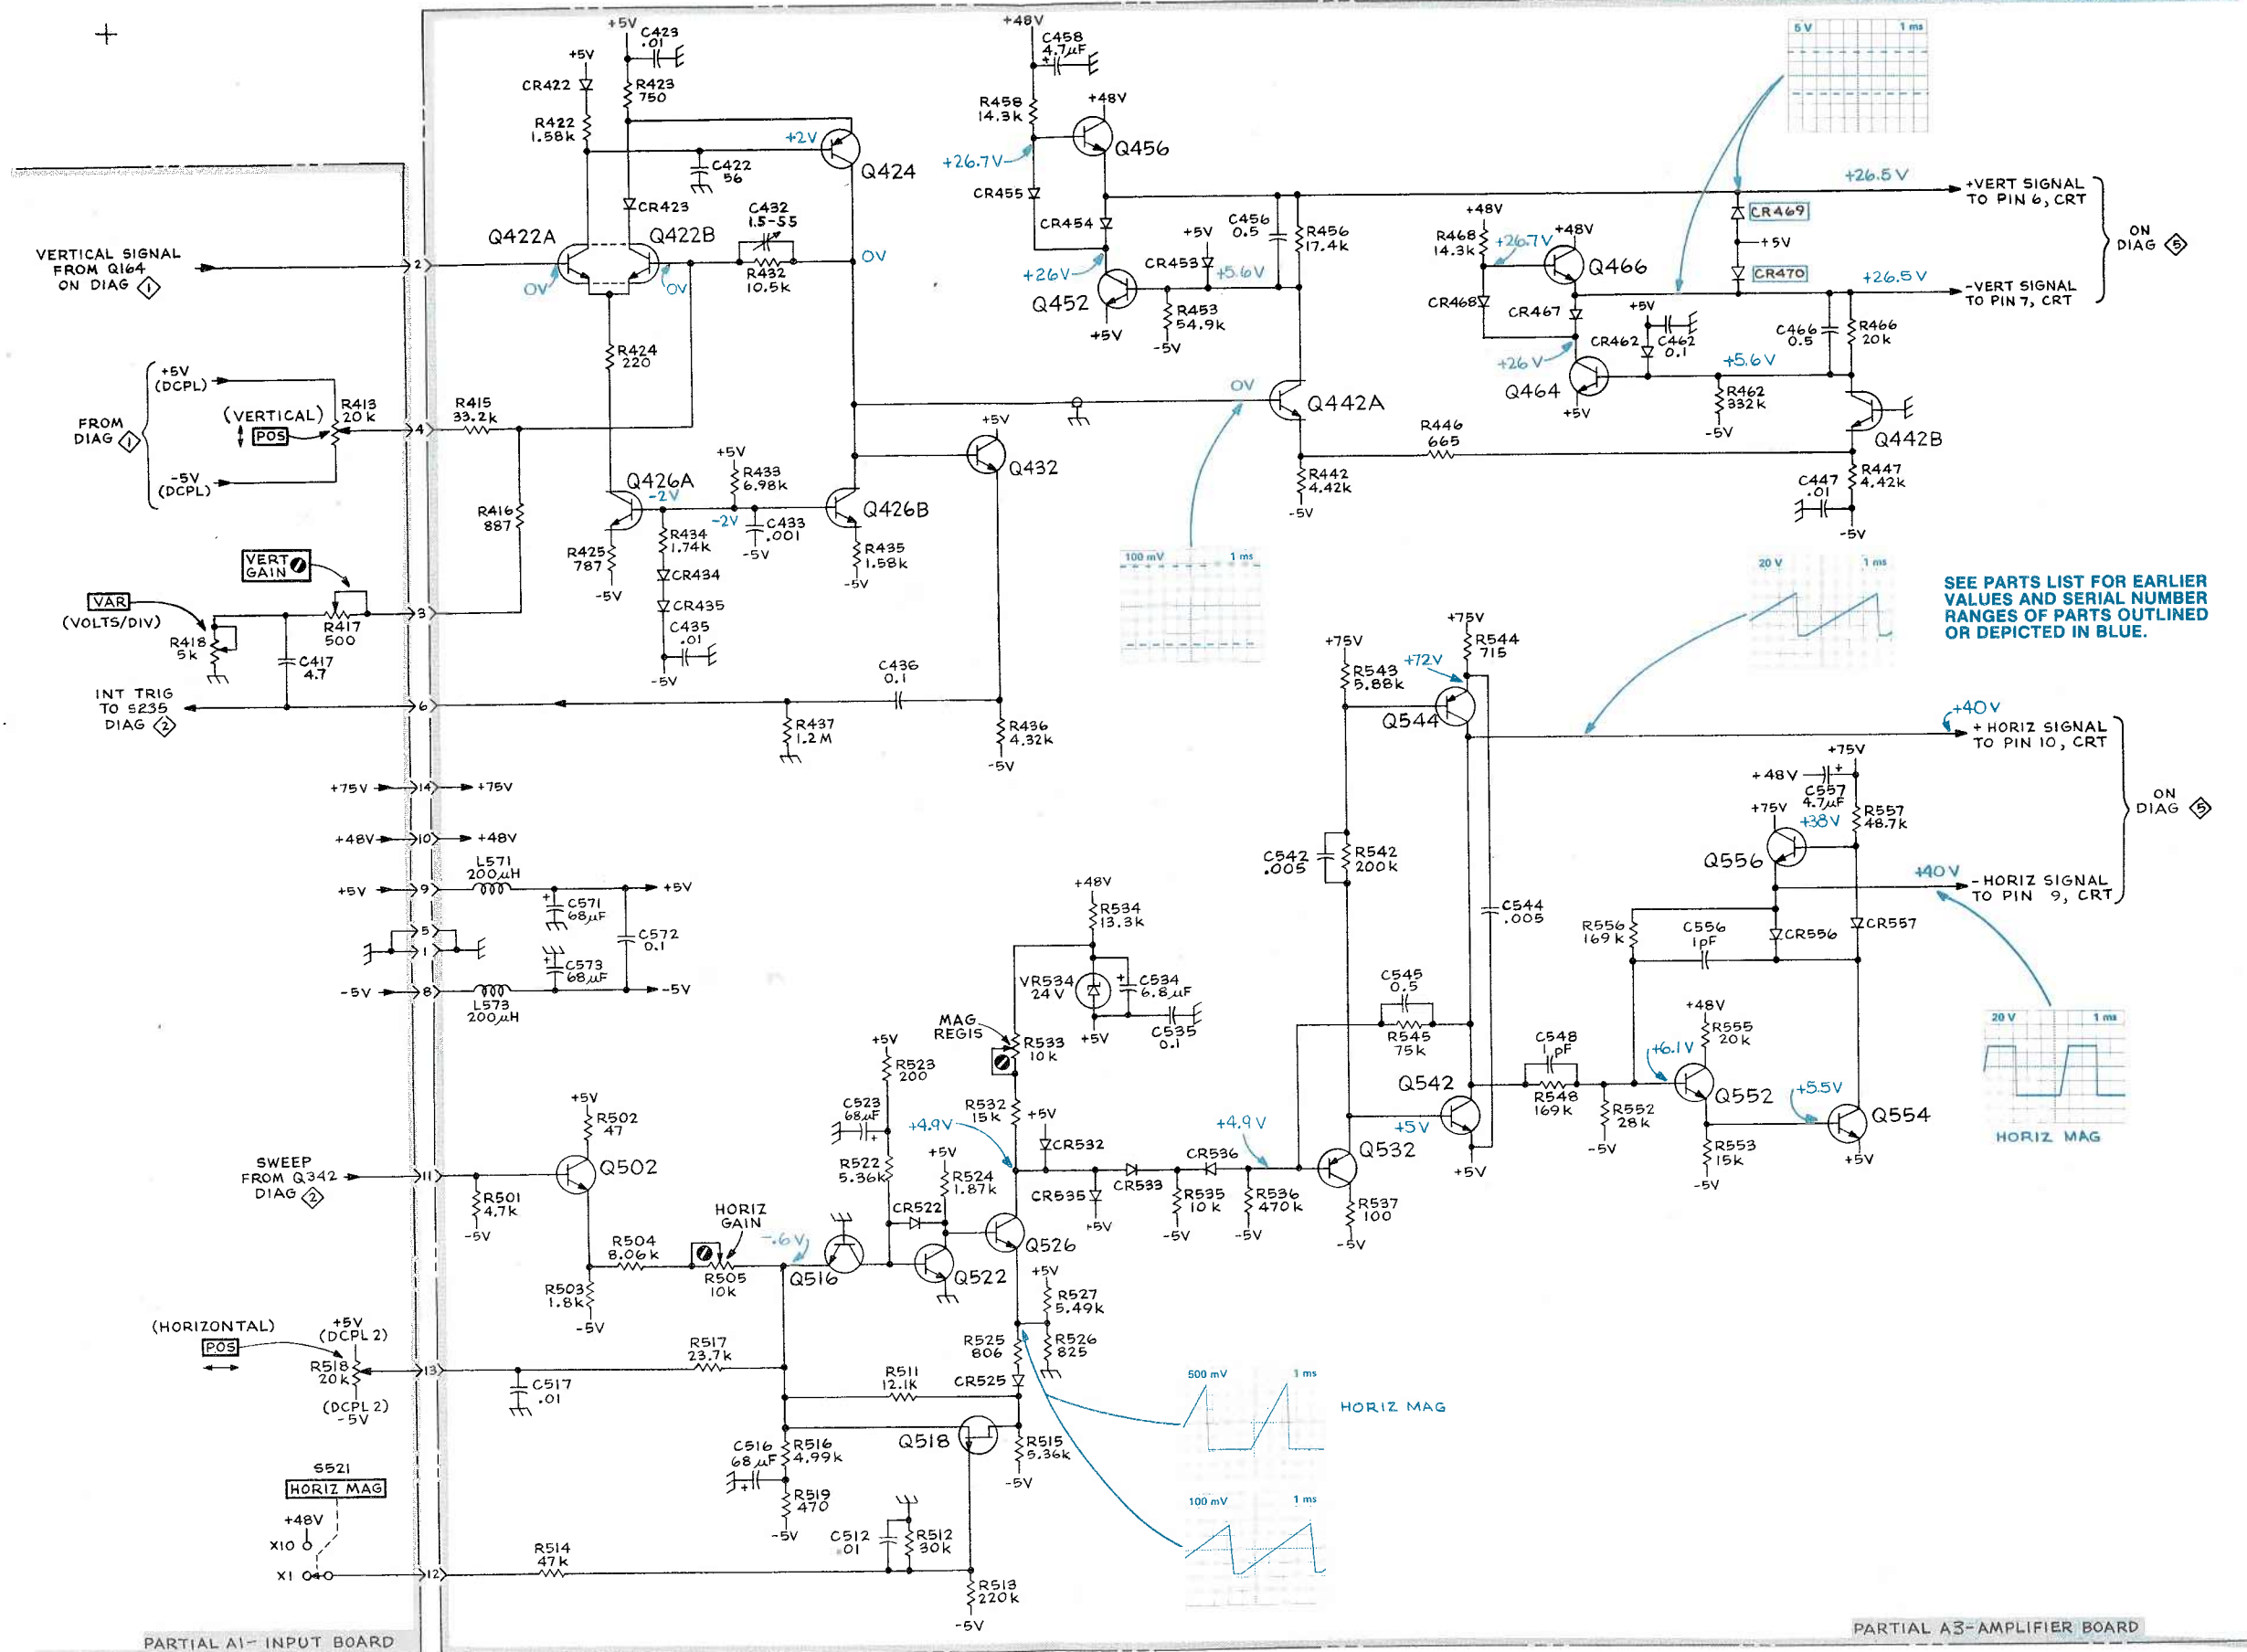 +5V
C423
.01
+5V
CR422
R423
750
R422
1.58k
+2V
Q424
C422
56
CR423
C432
1.5-55
Q422A
Q422B
R432
10.5k
0V
0V
0V
VERTICAL SIGNAL
FROM Q164
ON DIAG 1
2
R424
220
FROM
DIAG 1
+5V
(DCPL)
(VERTICAL)
POS
R413
20k
-5V
(DCPL)
4
R415
33.2k
R416
887
Q426A
-2V
+5V
R433
6.98k
-2V
C433
.001
-5V
Q426B
R434
1.74k
R425
787
-5V
CR434
CR435
C435
.01
-5V
R435
1.58k
-5V
+5V
Q432
VERT
GAIN
VAR
(VOLTS/DIV)
R418
5k
R417
500
C417
4.7
3
INT TRIG
TO S235
DIAG 2
6
C436
0.1
R437
1.2M
R436
4.32k
-5V
+48V
C458
4.7µF
+
R458
14.3k
+48V
Q456
+26.7V
CR455
CR454
+26V
Q452
+5V
+5V
CR453
+5.6V
R453
54.9k
-5V
C456
0.5
R456
17.4k
0V
Q442A
R442
4.42k
-5V
R446
665
100 mV
1 ms
5 V
1 ms
+26.5V
+VERT SIGNAL
TO PIN 6, CRT
CR469
+5V
CR470
ON
DIAG 5
+26.5V
-VERT SIGNAL
TO PIN 7, CRT
+48V
R468
14.3k
+26.7V
+48V
Q466
CR468
CR467
+5V
CR462
C462
0.1
+26V
Q464
+5V
+5.6V
R462
332k
-5V
C466
0.5
R466
20k
Q442B
C447
.01
R447
4.42k
-5V
20 V
1 ms
SEE PARTS LIST FOR EARLIER
VALUES AND SERIAL NUMBER
RANGES OF PARTS OUTLINED
OR DEPICTED IN BLUE.
+75V
14
+75V
+48V
10
+48V
L571
200µH
+5V
9
+5V
+
C571
68µF
C572
0.1
5
1
+
C573
68µF
-5V
8
-5V
L573
200µH
+75V
R543
5.88k
+75V
R544
715
+72V
Q544
+40V
+ HORIZ SIGNAL
TO PIN 10, CRT
C542
.005
R542
200k
C544
.005
C545
0.5
R545
75k
Q542
+5V
+5V
+75V
+48V
+
C557
4.7µF
+75V
+38V
R557
48.7k
Q556
ON
DIAG 5
+40V
-HORIZ SIGNAL
TO PIN 9, CRT
R556
169k
C556
1pF
CR556
CR557
+48V
R555
20k
C548
1pF
R548
169k
+6.1V
Q552
R552
28k
-5V
+5.5V
R553
15k
-5V
Q554
+5V
20 V
1 ms
HORIZ MAG
+48V
R534
13.3k
VR534
24V
+
C534
6.8µF
+5V
C535
0.1
MAG
REGIS
R533
10k
R532
15k
+4.9V
+5V
CR532
CR535
+5V
CR533
R535
10k
-5V
CR536
+4.9V
R536
470k
-5V
Q532
R537
100
-5V
SWEEP
FROM Q342
DIAG 2
11
R501
4.7k
-5V
+5V
R502
47
Q502
R503
1.8k
-5V
R504
8.06k
HORIZ
GAIN
R505
10k
-.6V
Q516
+5V
R523
200
C523
68µF
+
R522
5.36k
CR522
+5V
R524
1.87k
Q522
Q526
+5V
R527
5.49k
R525
806
R526
825
CR525
(HORIZONTAL)
POS
+5V
(DCPL 2)
R518
20k
(DCPL 2)
-5V
13
C517
.01
R517
23.7k
R511
12.1k
Q518
R515
5.36k
-5V
C516
68µF
+
R516
4.99k
R519
470
-5V
500 mV
1 ms
HORIZ MAG
100 mV
1 ms
S521
HORIZ MAG
+48V
X10
X1
12
R514
47k
C512
.01
R512
30k
R513
220k
-5V
PARTIAL A1- INPUT BOARD
PARTIAL A3-AMPLIFIER BOARD